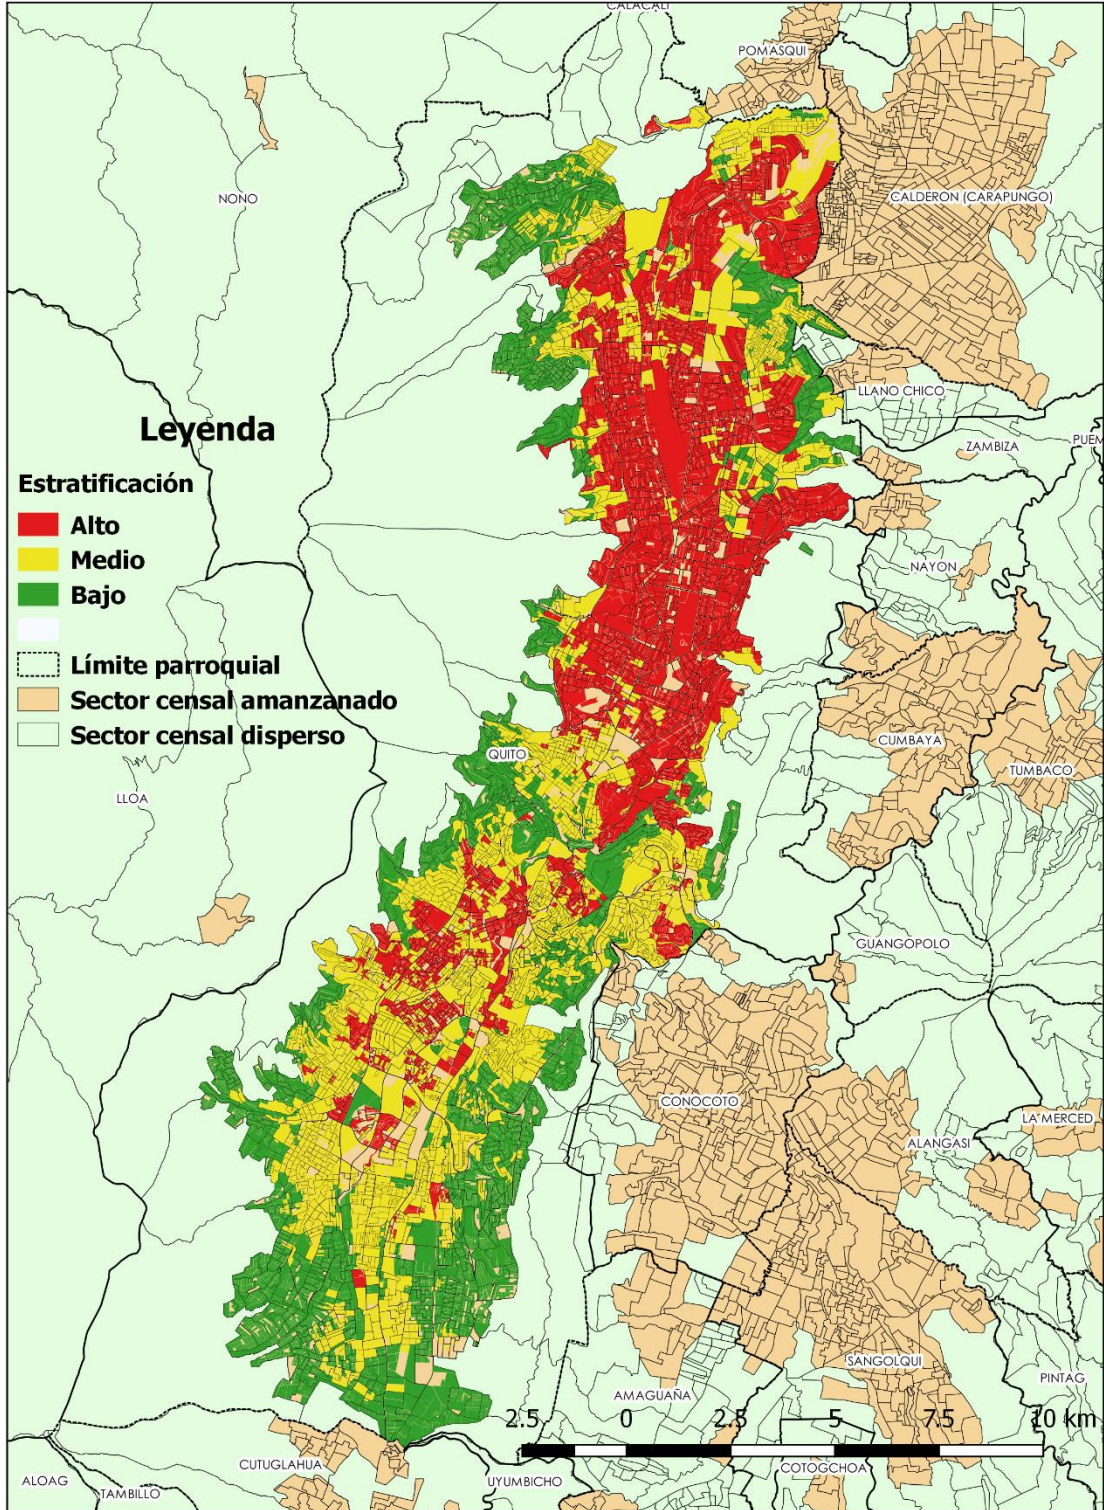 CALACALI
POMASQUI
NONO
CALDERON (CARAPUNGO)
LLANO CHICO
Leyenda
ZAMBIZA
PUEM
Estratificación
Alto
Medio
NAYON
Bajo
Límite parroquial
Sector censal amanzanado
Sector censal disperso
CUMBAYA
QUITO
TUMBACO
LLOA
GUANGOPOLO
CONOCOTO
LA MERCED
ALANGASI
SANGOLQUI
PINTAG
AMAGUAÑA
2.5 0 2.5 5 7.5 10 km
CUTUGLAHUA
COTOGCHOA
ALOAG
UYUMBICHO
TAMBILLO